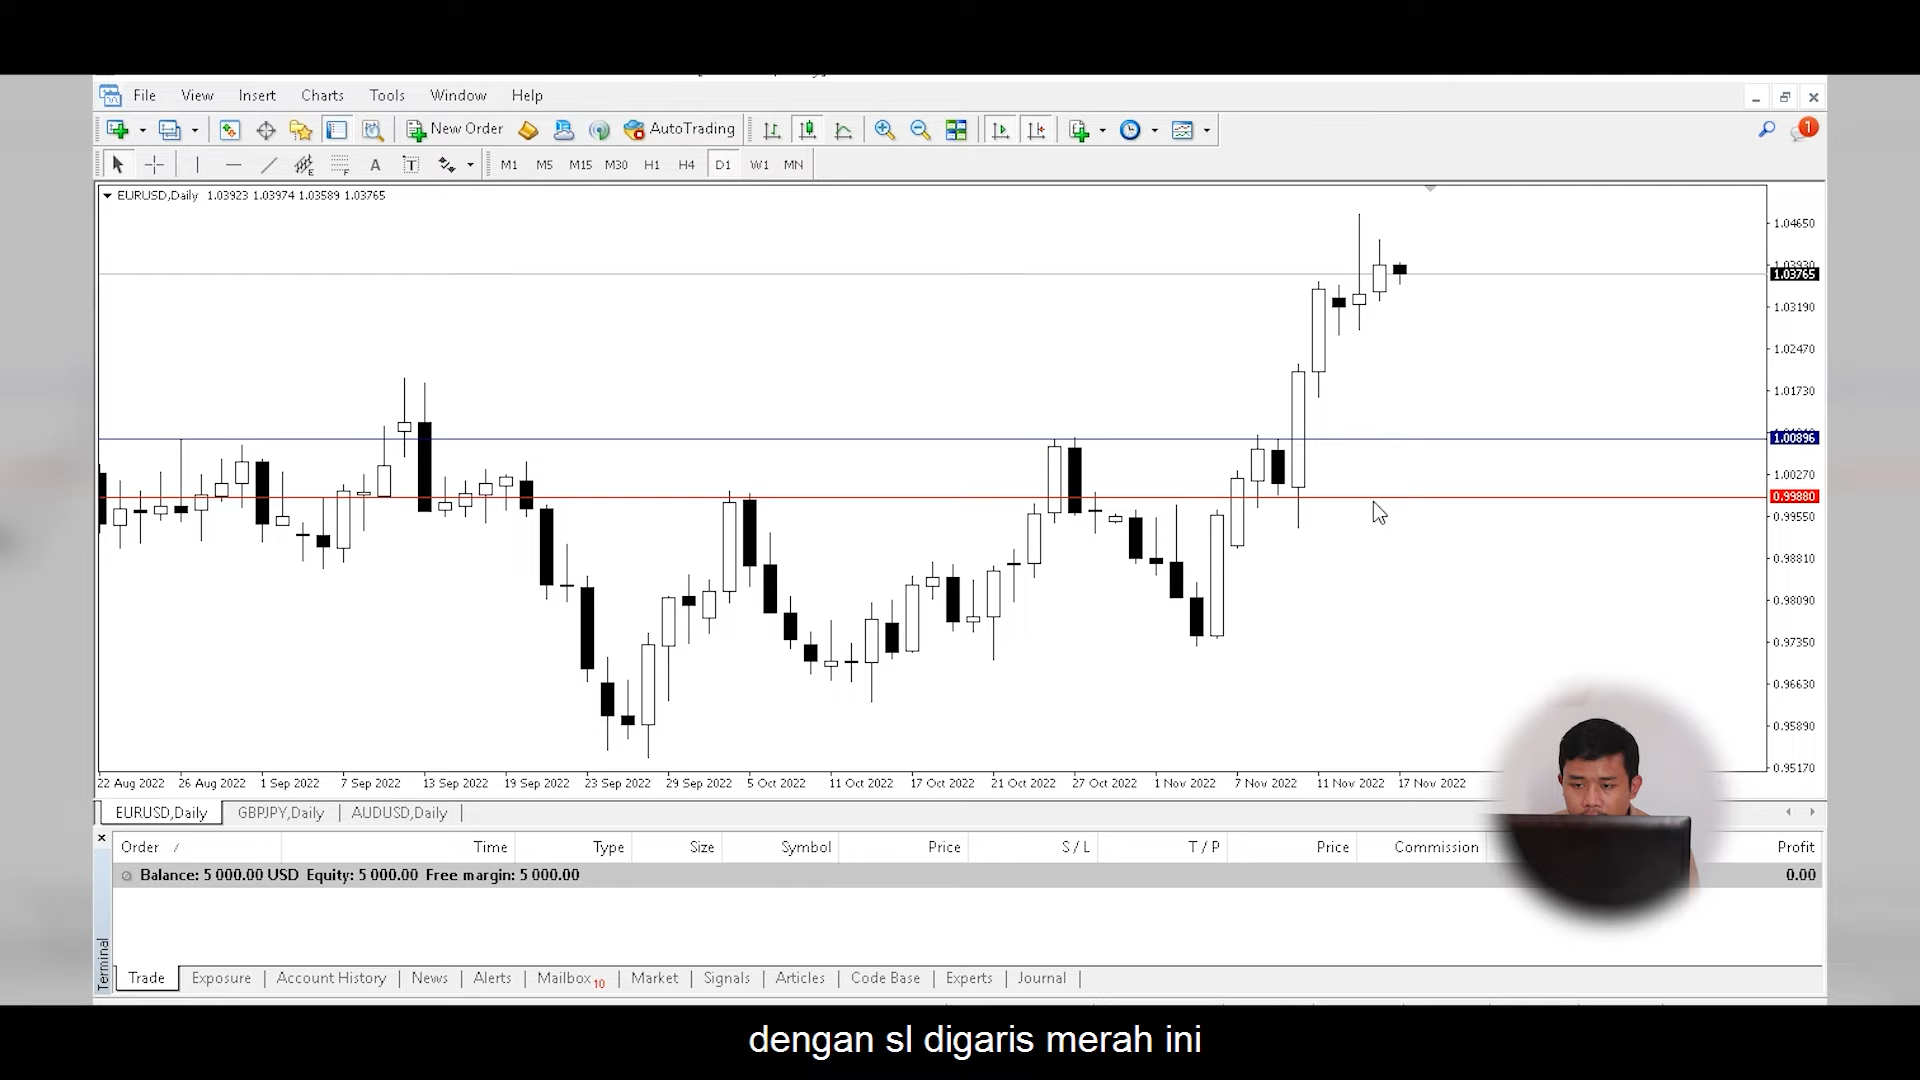 File View Insert Charts Tools Window Help
New Order AutoTrading 1
A T M1 M5 M15 M30 H1 H4 D1 W1 MN
EURUSD,Daily 1.03923 1.03974 1.03589 1.03765
1.04650
1.03765
1.03190
1.02470
1.01730
1.00896
1.00270
0.99880
0.99550
0.98810
0.98090
0.97350
0.96630
0.95890
0.95170
22 Aug 2022 26 Aug 2022 1 Sep 2022 7 Sep 2022 13 Sep 2022 19 Sep 2022 23 Sep 2022 29 Sep 2022 5 Oct 2022 11 Oct 2022 17 Oct 2022 21 Oct 2022 27 Oct 2022 1 Nov 2022 7 Nov 2022 11 Nov 2022 17 Nov 2022
EURUSD,Daily GBPJPY,Daily AUDUSD,Daily
Order / Time Type Size Symbol Price S / L T / P Price Commission Profit
Balance: 5 000.00 USD Equity: 5 000.00 Free margin: 5 000.00 0.00
Terminal
Trade Exposure Account History News Alerts Mailbox 10 Market Signals Articles Code Base Experts Journal
dengan sl digaris merah ini